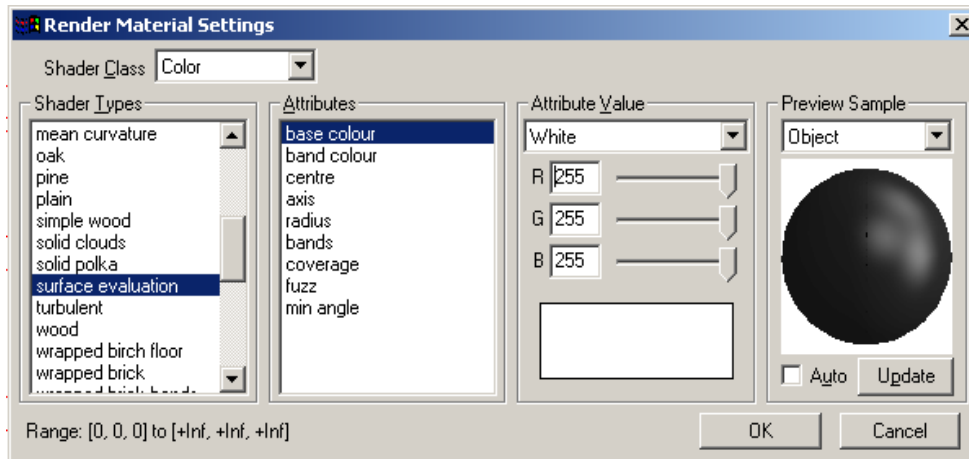 Render Material Settings
Shader Class Color
Shader Types
mean curvature
oak
pine
plain
simple wood
solid clouds
solid polka
surface evaluation
turbulent
wood
wrapped birch floor
wrapped brick
wrapped brick bonds
Attributes
base colour
band colour
centre
axis
radius
bands
coverage
fuzz
min angle
Attribute Value
White
R 255
G 255
B 255
Preview Sample
Object
Auto Update
Range: [0, 0, 0] to [+Inf, +Inf, +Inf]
OK Cancel